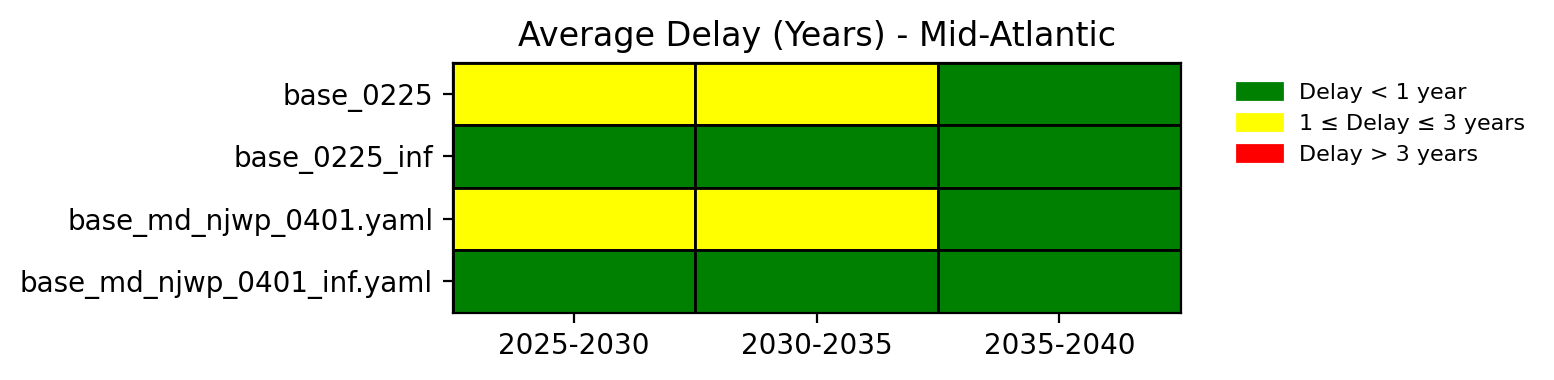 Average Delay (Years) - Mid-Atlantic
base_0225
base_0225_inf
base_md_njwp_0401.yaml
base_md_njwp_0401_inf.yaml
2025-2030
2030-2035
2035-2040
Delay < 1 year
1 ≤ Delay ≤ 3 years
Delay > 3 years